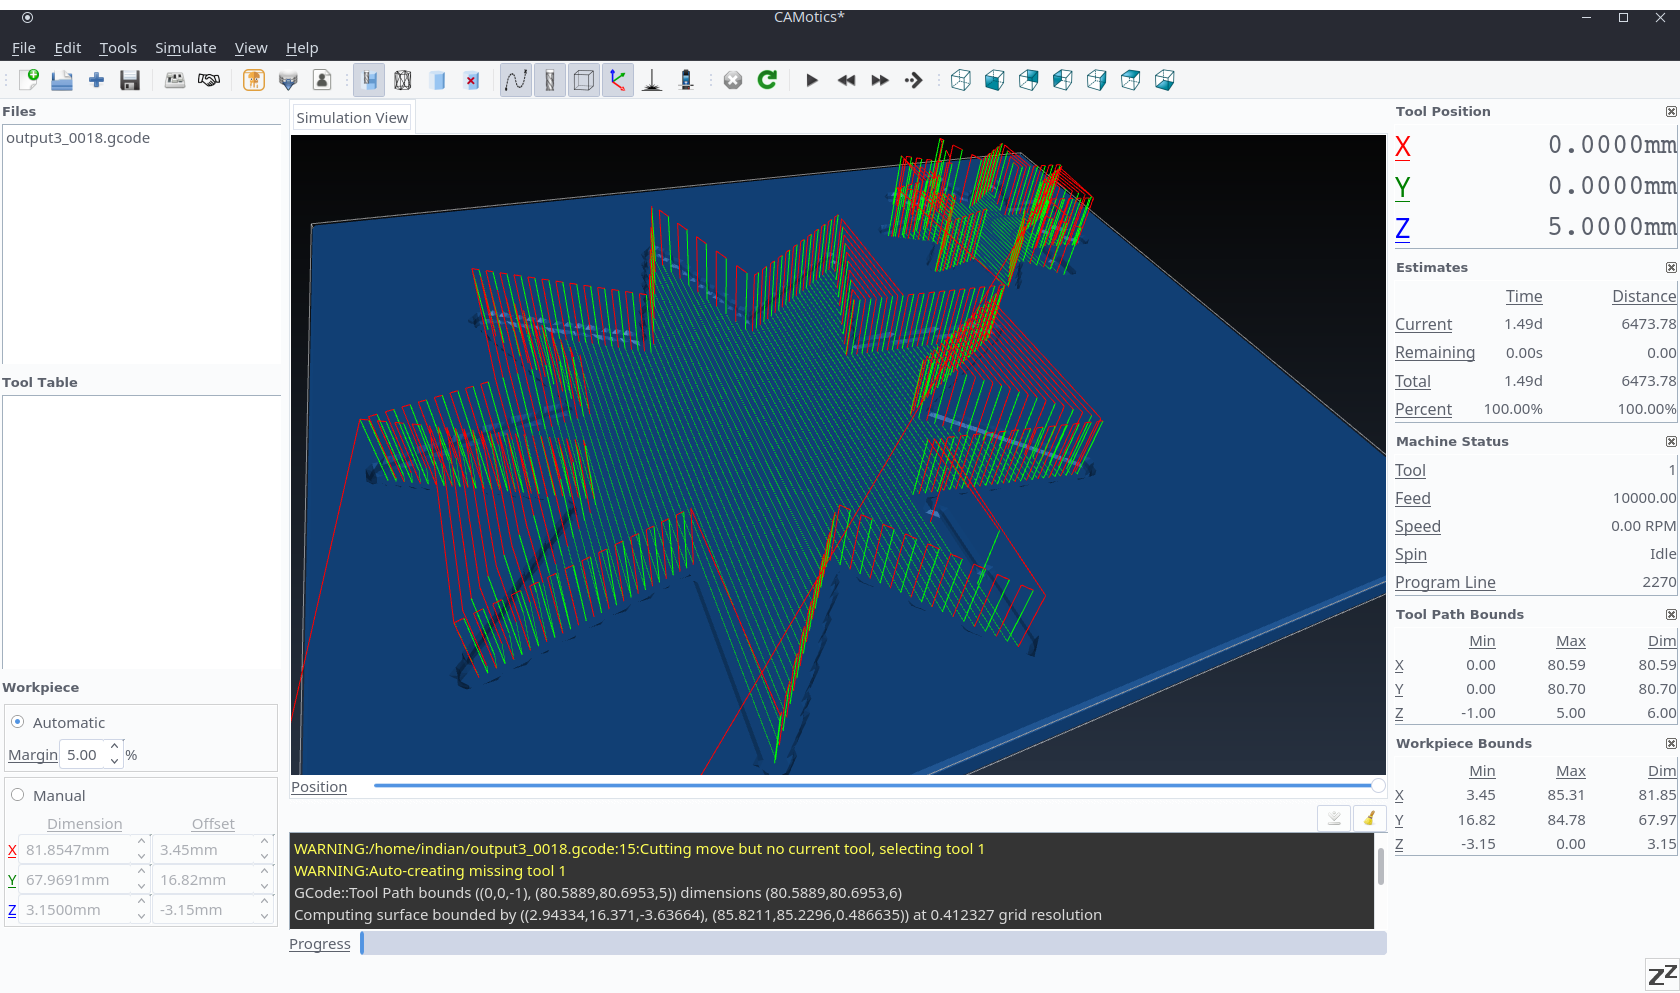 CAMotics*
File Edit Tools Simulate View Help
Files
output3_0018.gcode
Tool Table
Workpiece
Automatic
Margin 5.00 %
Manual
Dimension Offset
X 81.8547mm 3.45mm
Y 67.9691mm 16.82mm
Z 3.1500mm -3.15mm
Simulation View
Position
WARNING:/home/indian/output3_0018.gcode:15:Cutting move but no current tool, selecting tool 1
WARNING:Auto-creating missing tool 1
GCode::Tool Path bounds ((0,0,-1), (80.5889,80.6953,5)) dimensions (80.5889,80.6953,6)
Computing surface bounded by ((2.94334,16.371,-3.63664), (85.8211,85.2296,0.486635)) at 0.412327 grid resolution
Progress
Tool Position
X 0.0000mm
Y 0.0000mm
Z 5.0000mm
Estimates
Time Distance
Current 1.49d 6473.78
Remaining 0.00s 0.00
Total 1.49d 6473.78
Percent 100.00% 100.00%
Machine Status
Tool 1
Feed 10000.00
Speed 0.00 RPM
Spin Idle
Program Line 2270
Tool Path Bounds
Min Max Dim
X 0.00 80.59 80.59
Y 0.00 80.70 80.70
Z -1.00 5.00 6.00
Workpiece Bounds
Min Max Dim
X 3.45 85.31 81.85
Y 16.82 84.78 67.97
Z -3.15 0.00 3.15
zz